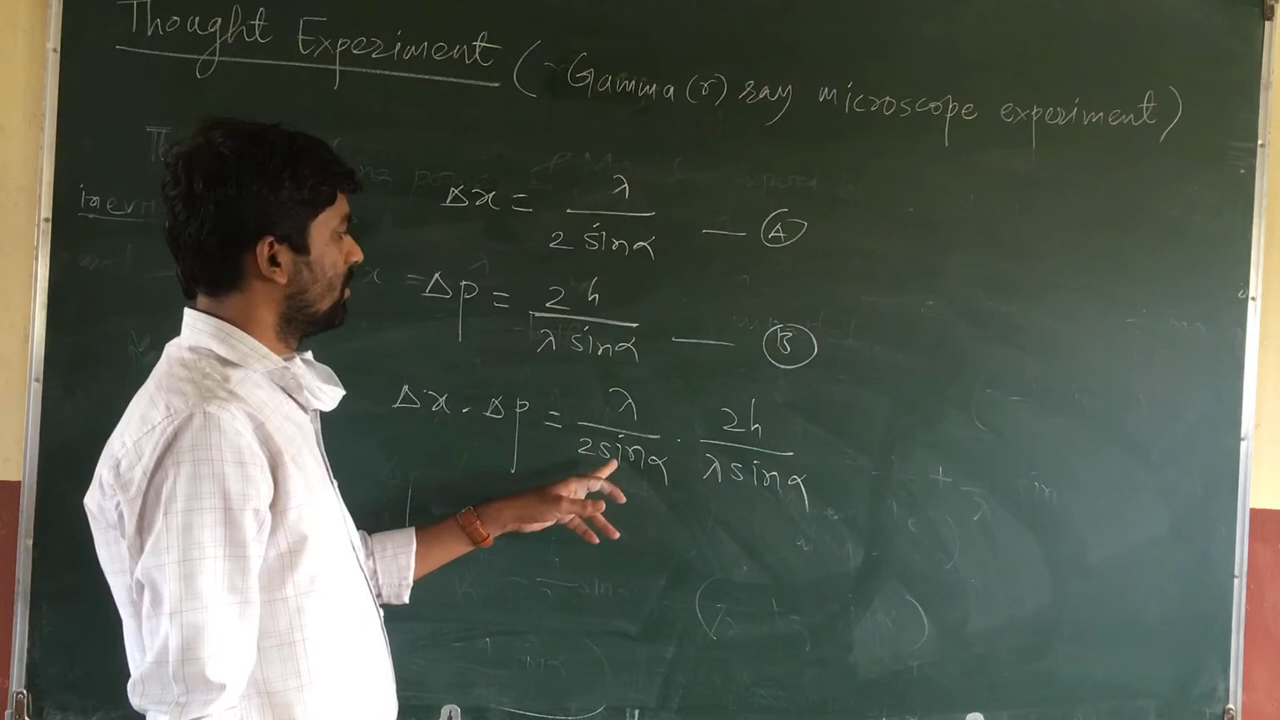 Thought Experiment (Gamma(r) ray microscope experiment)
Δx = λ / 2 sinα — (A)
= Δp = 2h / λ sinα — (B)
Δx . Δp = λ / 2sinα . 2h / λ sinα